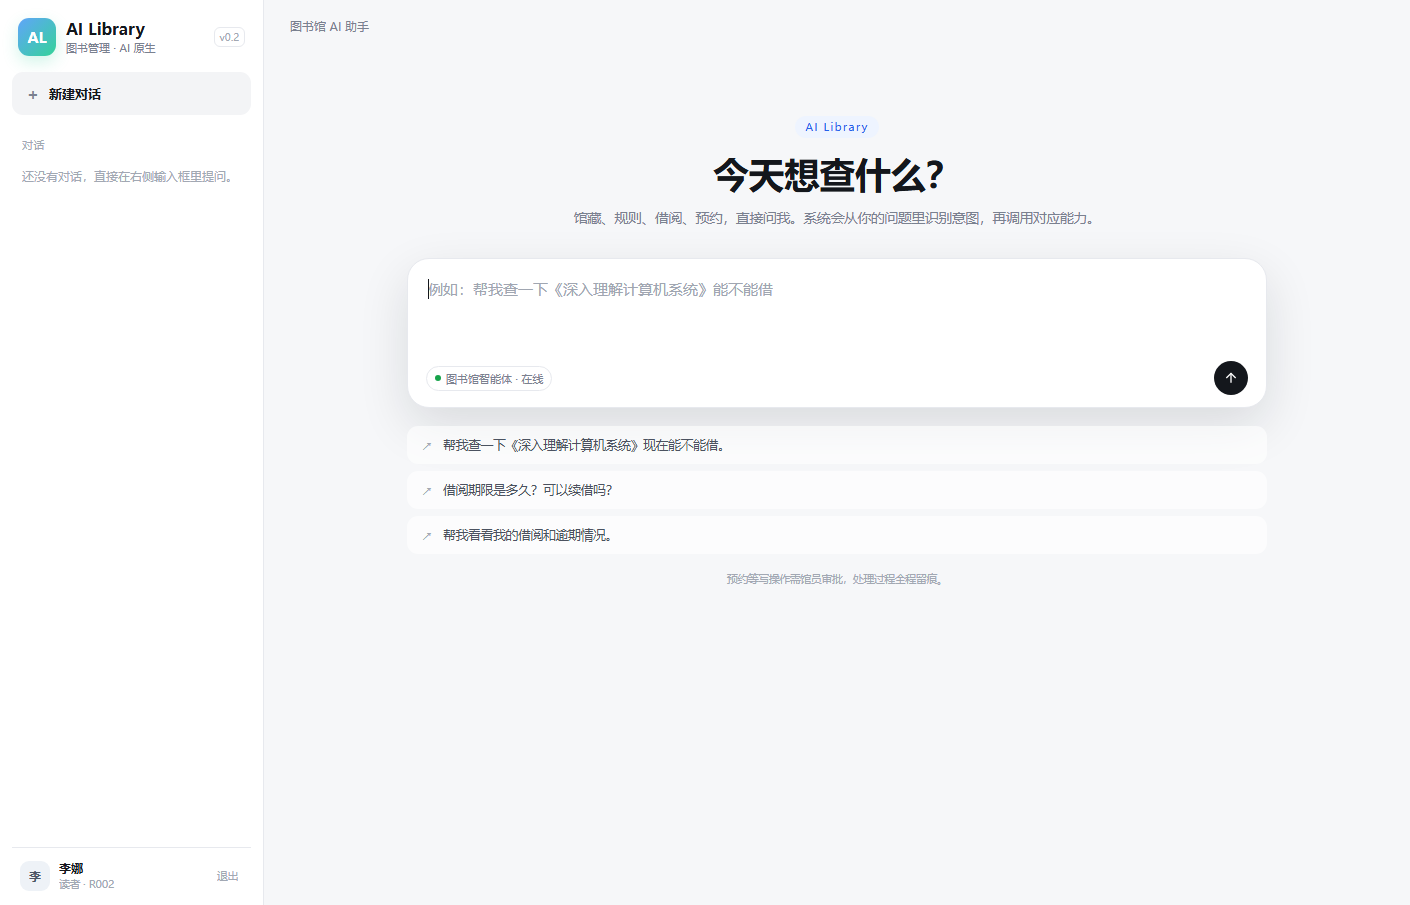 AL
AI Library
图书管理 · AI 原生
v0.2
+ 新建对话
对话
还没有对话，直接在右侧输入框里提问。
李
李娜
读者 · R002
退出
图书馆 AI 助手
AI Library
今天想查什么？
馆藏、规则、借阅、预约，直接问我。系统会从你的问题里识别意图，再调用对应能力。
例如：帮我查一下《深入理解计算机系统》能不能借
图书馆智能体 · 在线
↑
↗ 帮我查一下《深入理解计算机系统》现在能不能借。
↗ 借阅期限是多久？可以续借吗？
↗ 帮我看看我的借阅和逾期情况。
预约等写操作需馆员审批，处理过程全程留痕。